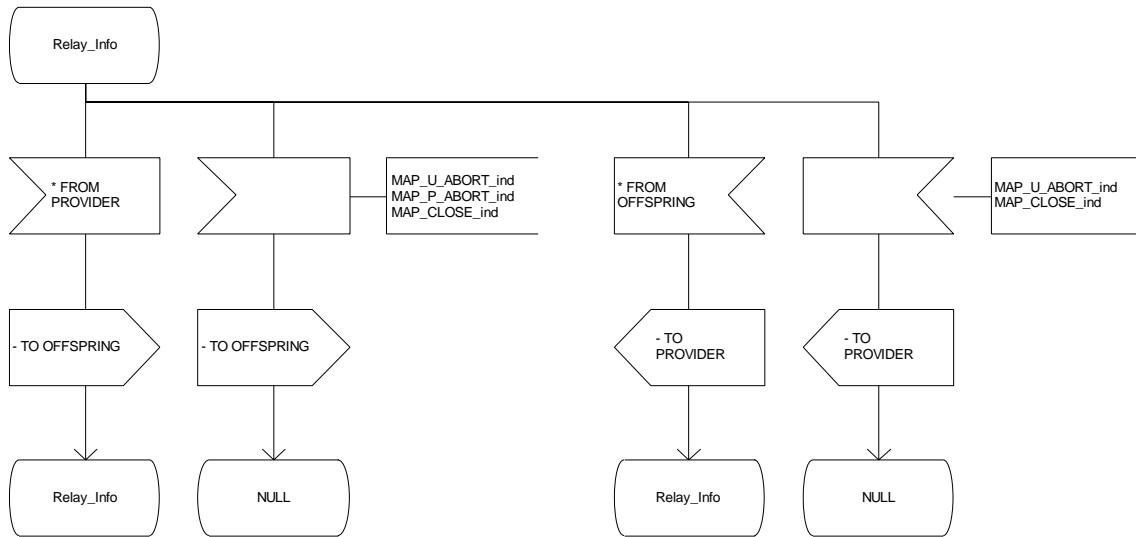 Relay_Info
* FROM
PROVIDER
MAP_U_ABORT_ind
MAP_P_ABORT_ind
MAP_CLOSE_ind
* FROM
OFFSPRING
MAP_U_ABORT_ind
MAP_CLOSE_ind
- TO OFFSPRING
- TO OFFSPRING
- TO
PROVIDER
- TO
PROVIDER
Relay_Info
NULL
Relay_Info
NULL